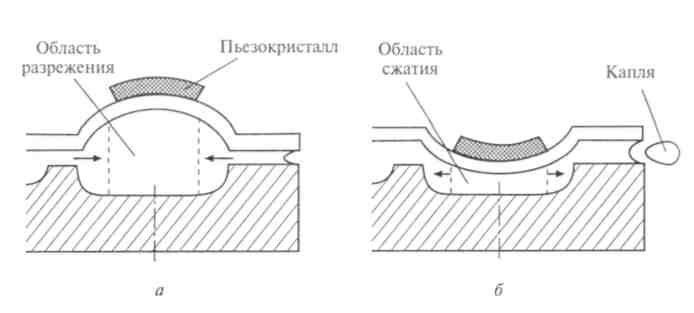 Область
разрежения
Пьезокристалл
Область
сжатия
Капля
а
б